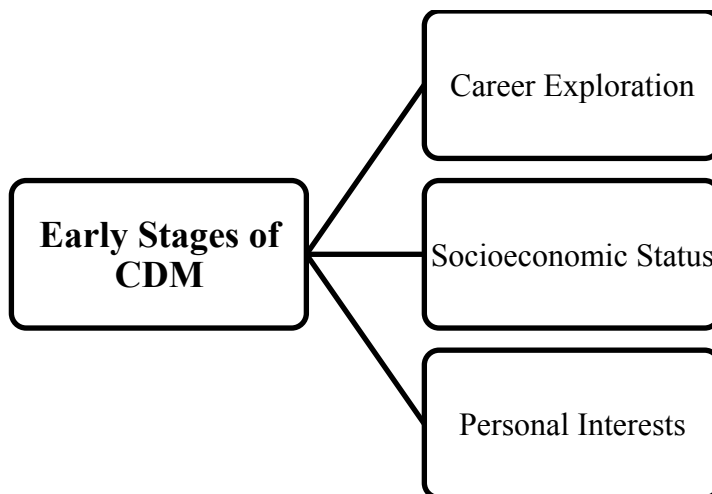 Career Exploration
Early Stages of
CDM
Socioeconomic Status
Personal Interests